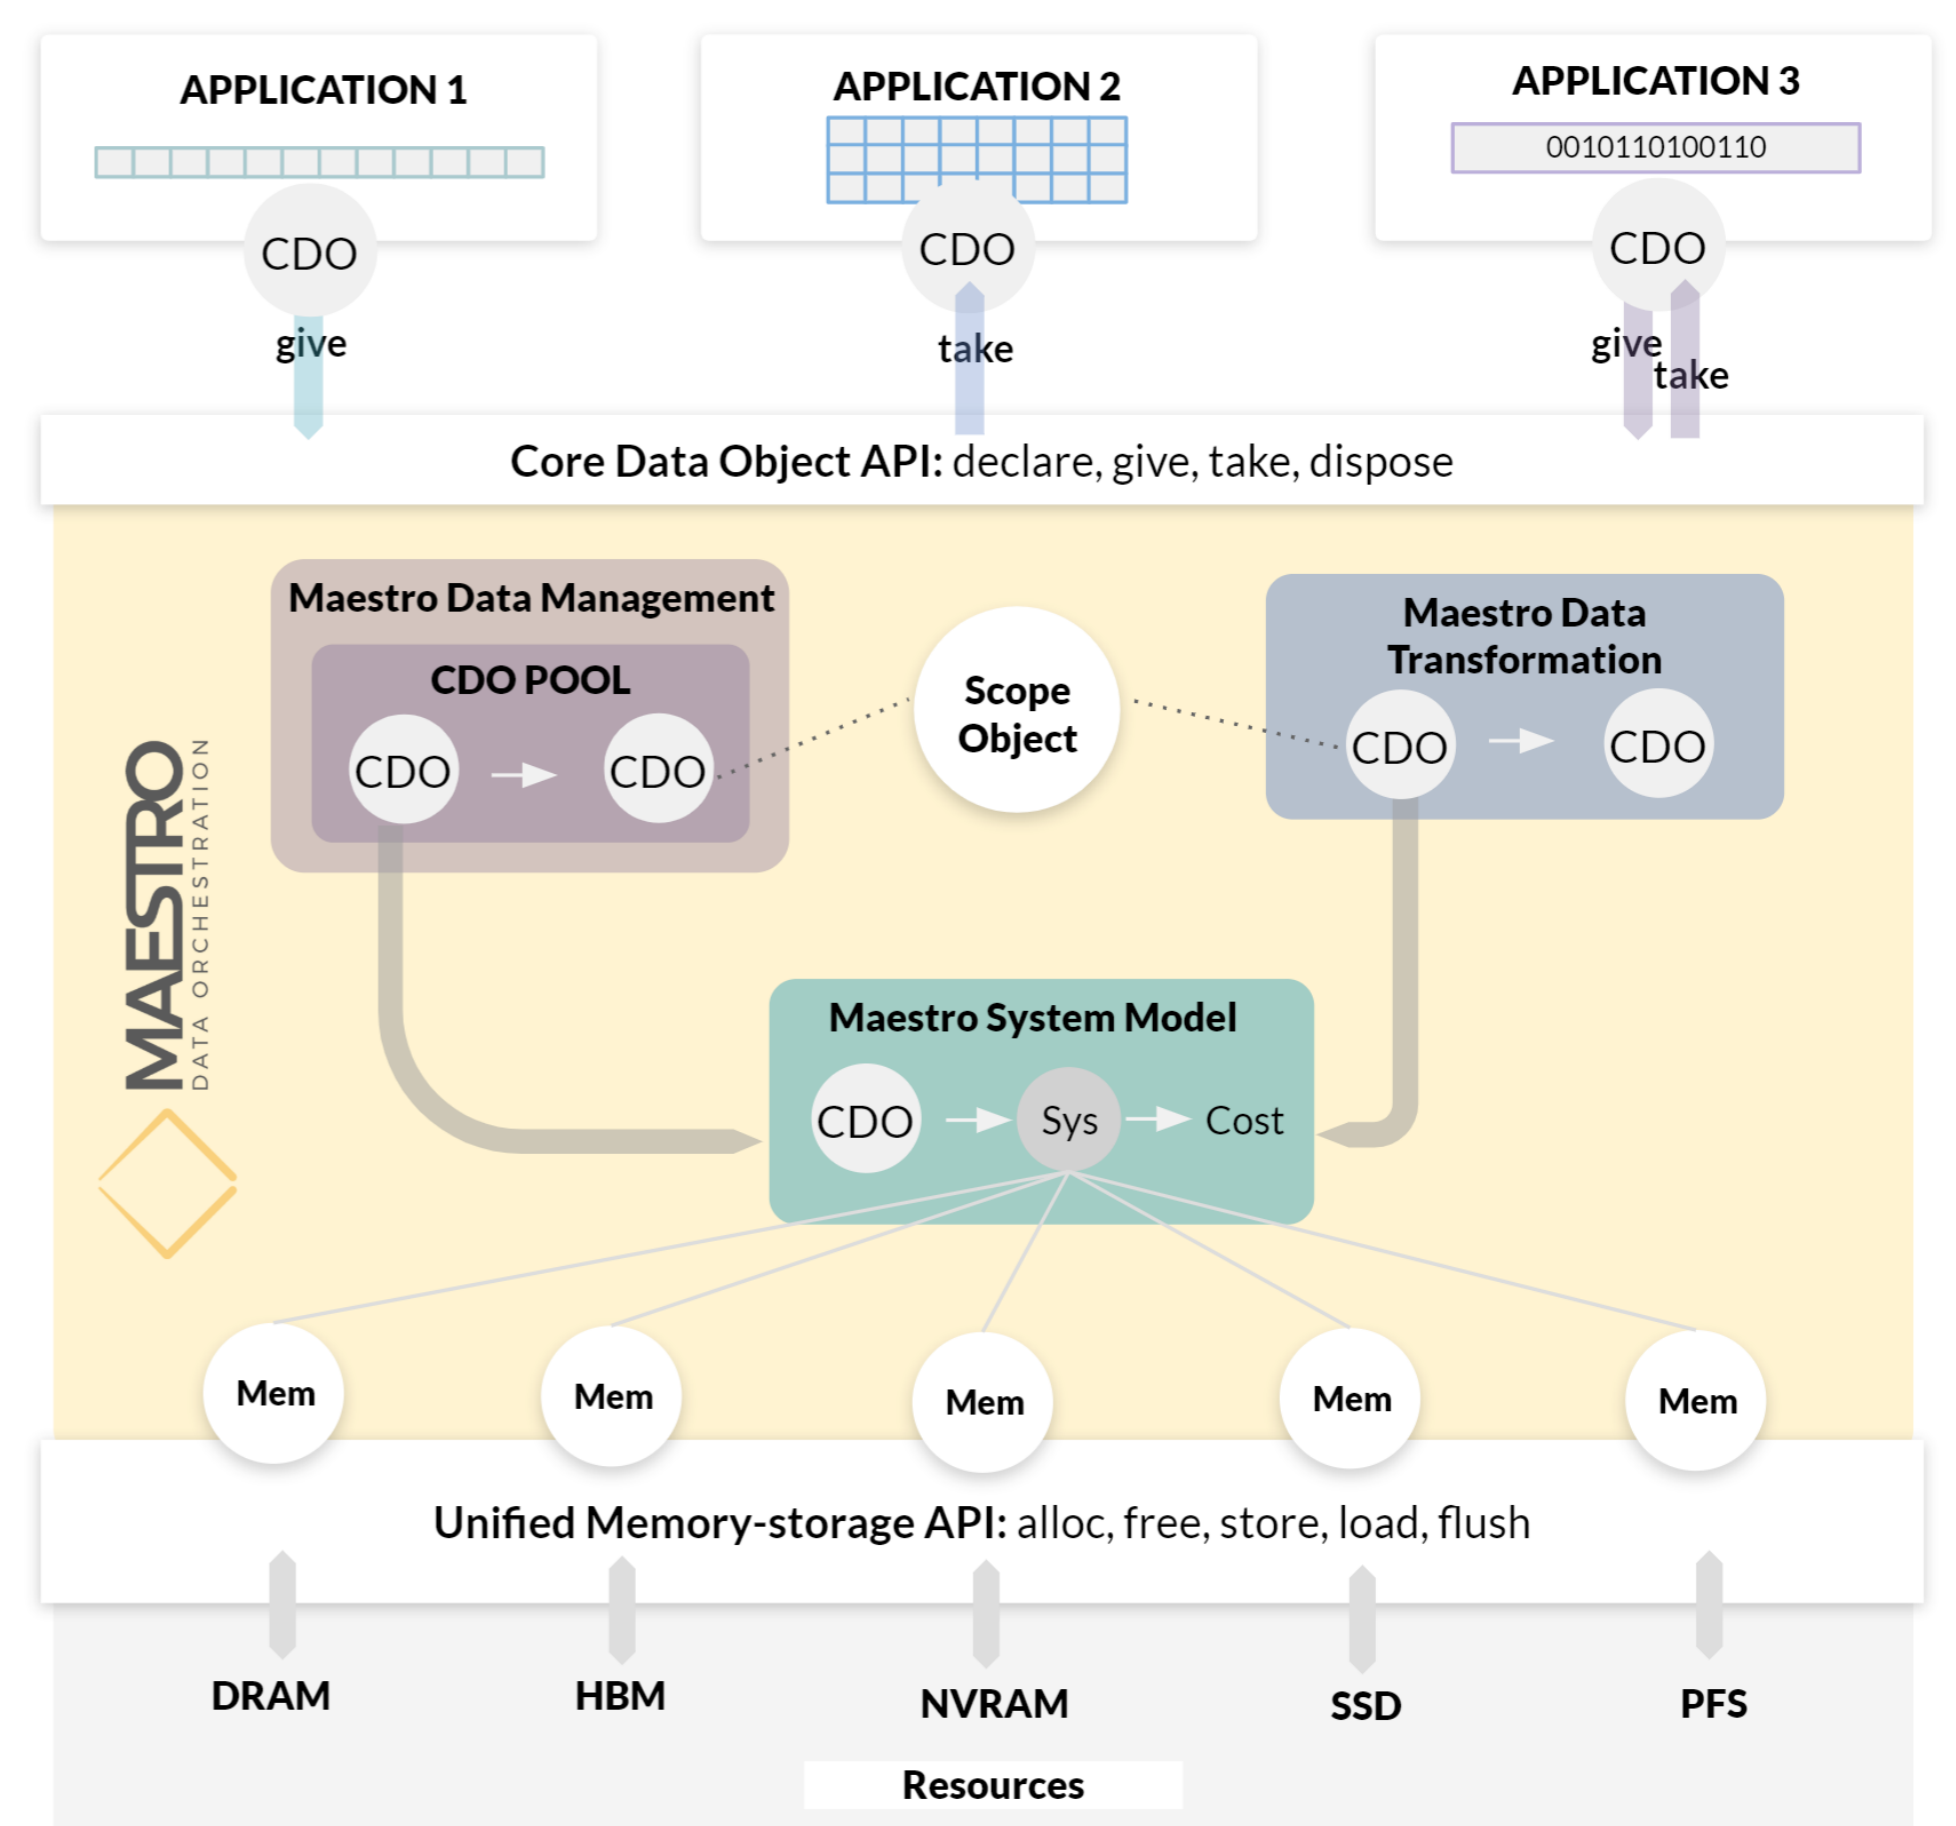 APPLICATION 1
APPLICATION 2
APPLICATION 3
0010110100110
CDO
CDO
CDO
give
take
give
take
Core Data Object API: declare, give, take, dispose
Maestro Data Management
CDO POOL
CDO
CDO
Scope
Object
Maestro Data
Transformation
CDO
CDO
MAESTRO
DATA ORCHESTRATION
Maestro System Model
CDO
Sys
Cost
Mem
Mem
Mem
Mem
Mem
Unified Memory-storage API: alloc, free, store, load, flush
DRAM
HBM
NVRAM
SSD
PFS
Resources